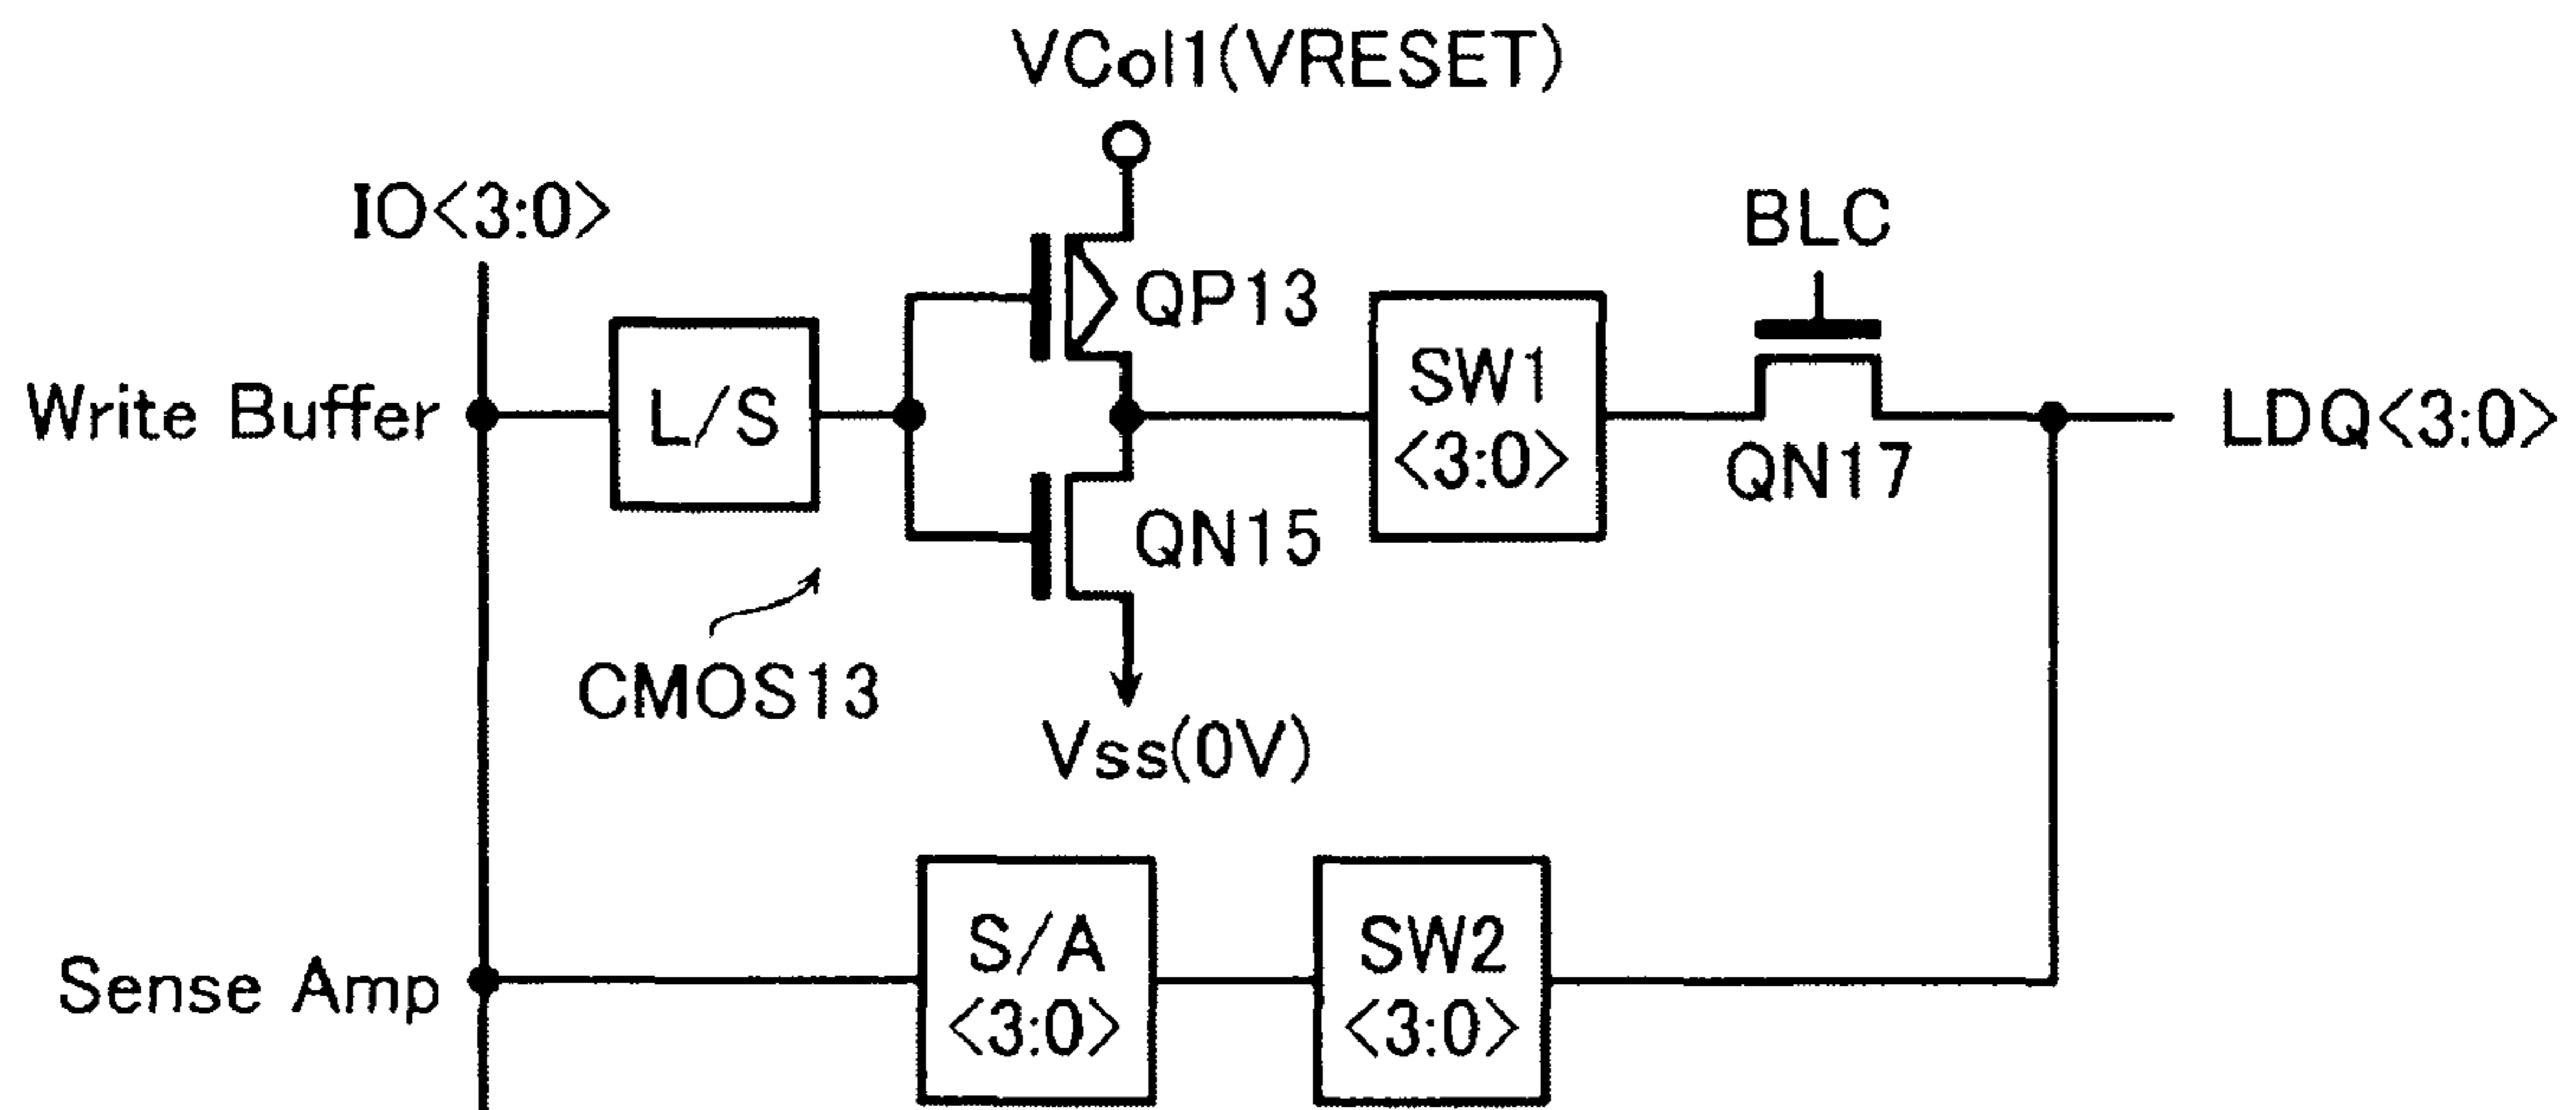 VCol1(VRESET)
IO<3:0>
BLC
QP13
Write Buffer
L/S
SW1
<3:0>
LDQ<3:0>
QN17
QN15
CMOS13
Vss(0V)
Sense Amp
S/A
<3:0>
SW2
<3:0>